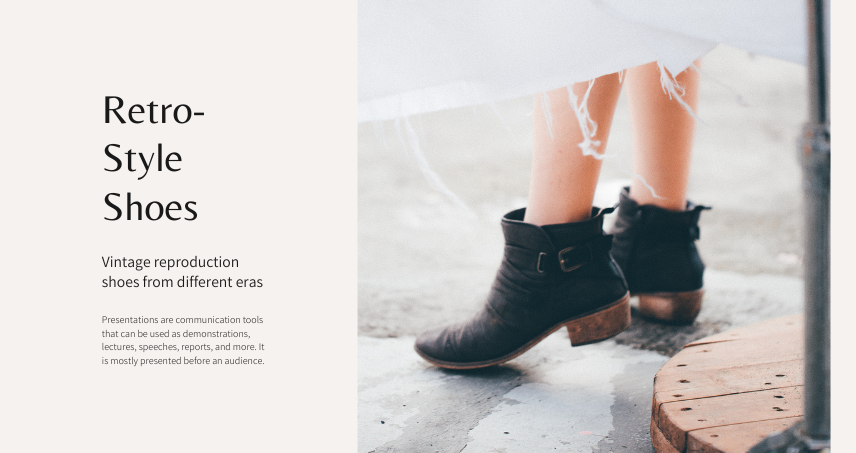 Retro-
Style
Shoes
Vintage reproduction
shoes from different eras
Presentations are communication tools
that can be used as demonstrations,
lectures, speeches, reports, and more. It
is mostly presented before an audience.